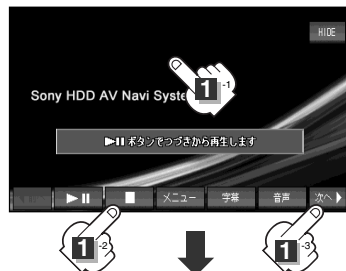 HIDE
1 -1
Sony HDD AV Navi Syste
▶II ボタンでつづきから再生します
▶II ■ メニュー 字幕 音声 次へ▶
1 -2
1 -3